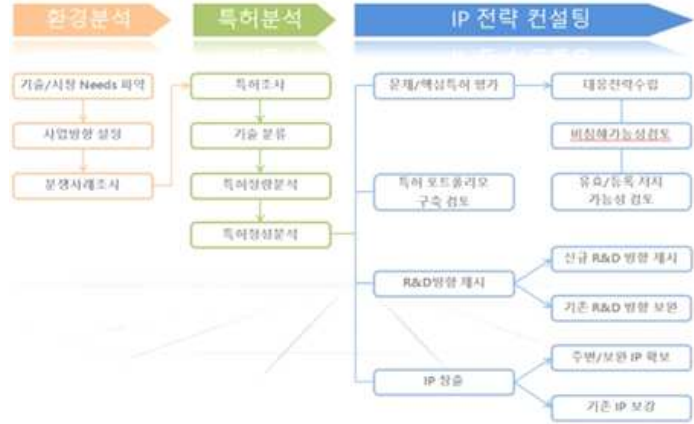 환경분석
특허분석
IP 전략 컨설팅
기술/시장 Needs 파악
사업방향 설정
분쟁사례조사
특허조사
기술 분류
특허정량분석
특허정성분석
문제/핵심특허 평가
특허 포트폴리오
구축 검토
R&D방향 제시
IP 창출
대응전략수립
비침해가능성검토
유효/등록 저지
가능성 검토
신규 R&D 방향 제시
기존 R&D 방향 보완
주변/보완 IP 확보
기존 IP 보강